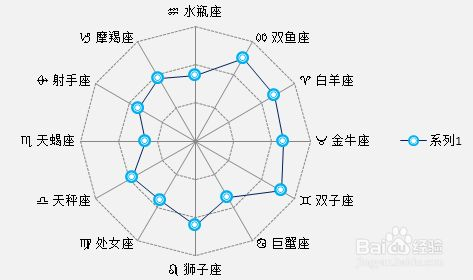 ♒ 水瓶座
♓ 双鱼座
♈ 白羊座
♉ 金牛座
♊ 双子座
♋ 巨蟹座
♌ 狮子座
♍ 处女座
♎ 天秤座
♏ 天蝎座
♐ 射手座
♑ 摩羯座
系列1
Baidu 经验
jingyan.baidu.com